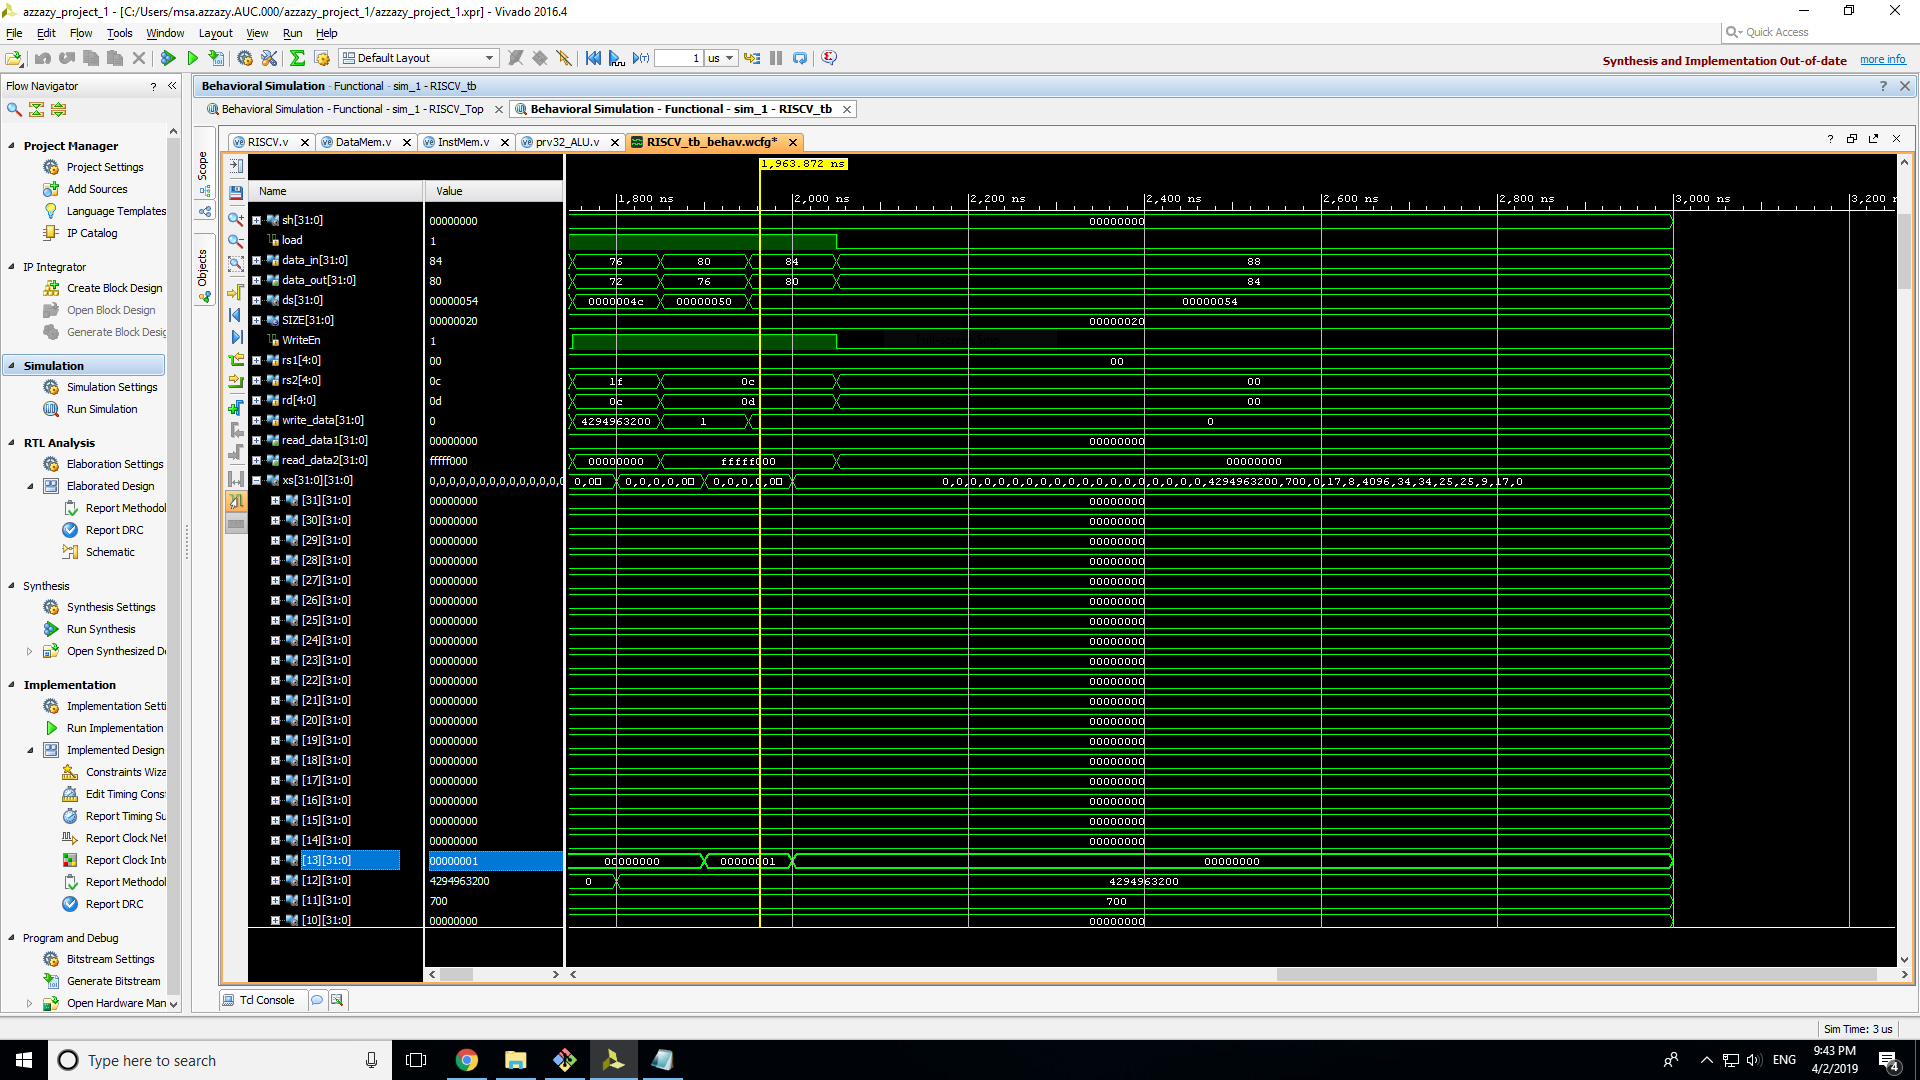 azzazy_project_1 - [C:/Users/msa.azzazy.AUC.000/azzazy_project_1/azzazy_project_1.xpr] - Vivado 2016.4
File Edit Flow Tools Window Layout View Run Help
Quick Access
Default Layout
1 us
Synthesis and Implementation Out-of-date more info
Flow Navigator ? «
Project Manager
Project Settings
Add Sources
Language Templates
IP Catalog
IP Integrator
Create Block Design
Open Block Design
Generate Block Desig
Simulation
Simulation Settings
Run Simulation
RTL Analysis
Elaboration Settings
Elaborated Design
Report Methodol
Report DRC
Schematic
Synthesis
Synthesis Settings
Run Synthesis
Open Synthesized D
Implementation
Implementation Setti
Run Implementation
Implemented Design
Constraints Wiza
Edit Timing Cons
Report Timing Su
Report Clock Net
Report Clock Inte
Report Methodol
Report DRC
Program and Debug
Bitstream Settings
Generate Bitstream
Open Hardware Man
Behavioral Simulation - Functional - sim_1 - RISCV_tb
Behavioral Simulation - Functional - sim_1 - RISCV_Top
Behavioral Simulation - Functional - sim_1 - RISCV_tb
Scope
Objects
RISCV.v DataMem.v InstMem.v prv32_ALU.v RISCV_tb_behav.wcfg*
1,963.872 ns
Name Value
1,800 ns 2,000 ns 2,200 ns 2,400 ns 2,600 ns 2,800 ns 3,000 ns 3,200 n
sh[31:0] 00000000 00000000
load 1
data_in[31:0] 84 76 80 84 88
data_out[31:0] 80 72 76 80 84
ds[31:0] 00000054 0000004c 00000050 00000054
SIZE[31:0] 00000020 00000020
WriteEn 1
rs1[4:0] 00 00
rs2[4:0] 0c 1f 0c 00
rd[4:0] 0d 0c 0d 00
write_data[31:0] 0 4294963200 1 0
read_data1[31:0] 00000000 00000000
read_data2[31:0] fffff000 00000000 fffff000 00000000
xs[31:0][31:0] 0,0,0,0,0,0,0,0,0,0,0,0,0,0 0,0 0,0,0,0,0 0,0,0,0,0 0,0,0,0,0,0,0,0,0,0,0,0,0,0,0,0,0,0,0,4294963200,700,0,17,8,4096,34,34,25,25,9,17,0
[31][31:0] 00000000 00000000
[30][31:0] 00000000 00000000
[29][31:0] 00000000 00000000
[28][31:0] 00000000 00000000
[27][31:0] 00000000 00000000
[26][31:0] 00000000 00000000
[25][31:0] 00000000 00000000
[24][31:0] 00000000 00000000
[23][31:0] 00000000 00000000
[22][31:0] 00000000 00000000
[21][31:0] 00000000 00000000
[20][31:0] 00000000 00000000
[19][31:0] 00000000 00000000
[18][31:0] 00000000 00000000
[17][31:0] 00000000 00000000
[16][31:0] 00000000 00000000
[15][31:0] 00000000 00000000
[14][31:0] 00000000 00000000
[13][31:0] 00000001 00000000 00000001 00000000
[12][31:0] 4294963200 0 4294963200
[11][31:0] 700 700
[10][31:0] 00000000 00000000
Tcl Console
Sim Time: 3 us
Type here to search
ENG
9:43 PM
4/2/2019
4